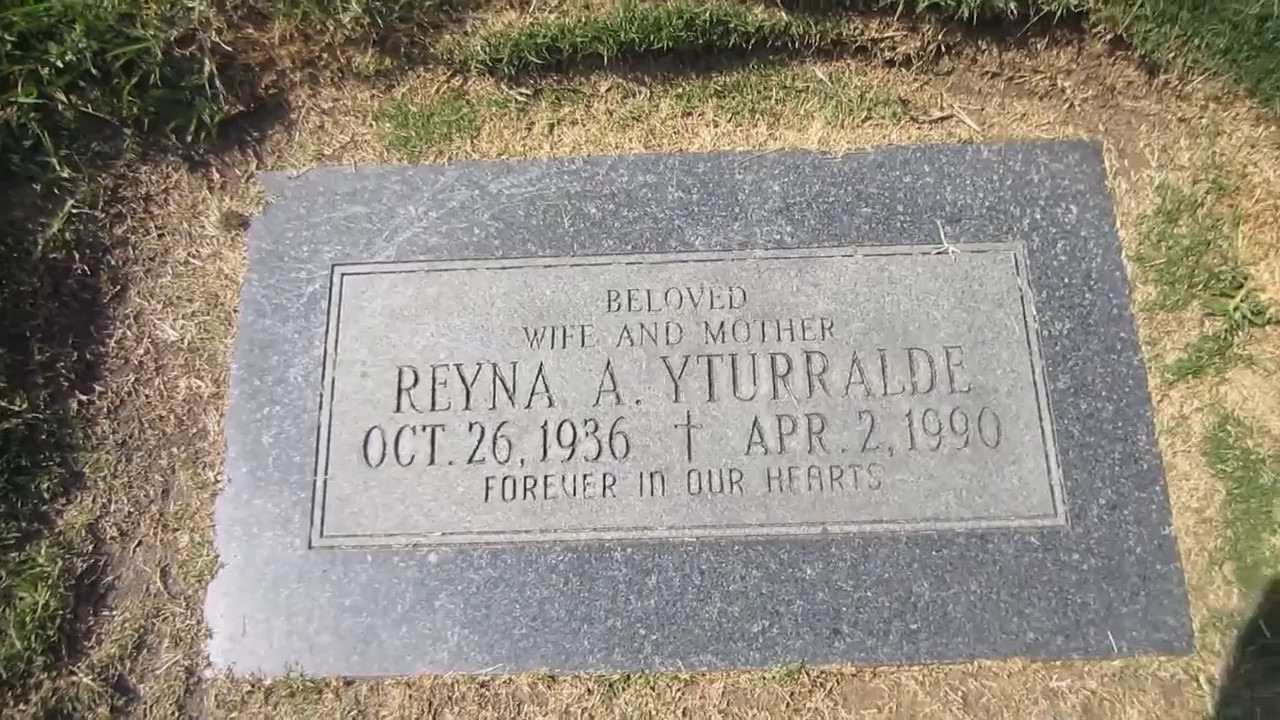 BELOVED
WIFE AND MOTHER
REYNA A. YTURRALDE
OCT. 26, 1936 † APR. 2, 1990
FOREVER IN OUR HEARTS